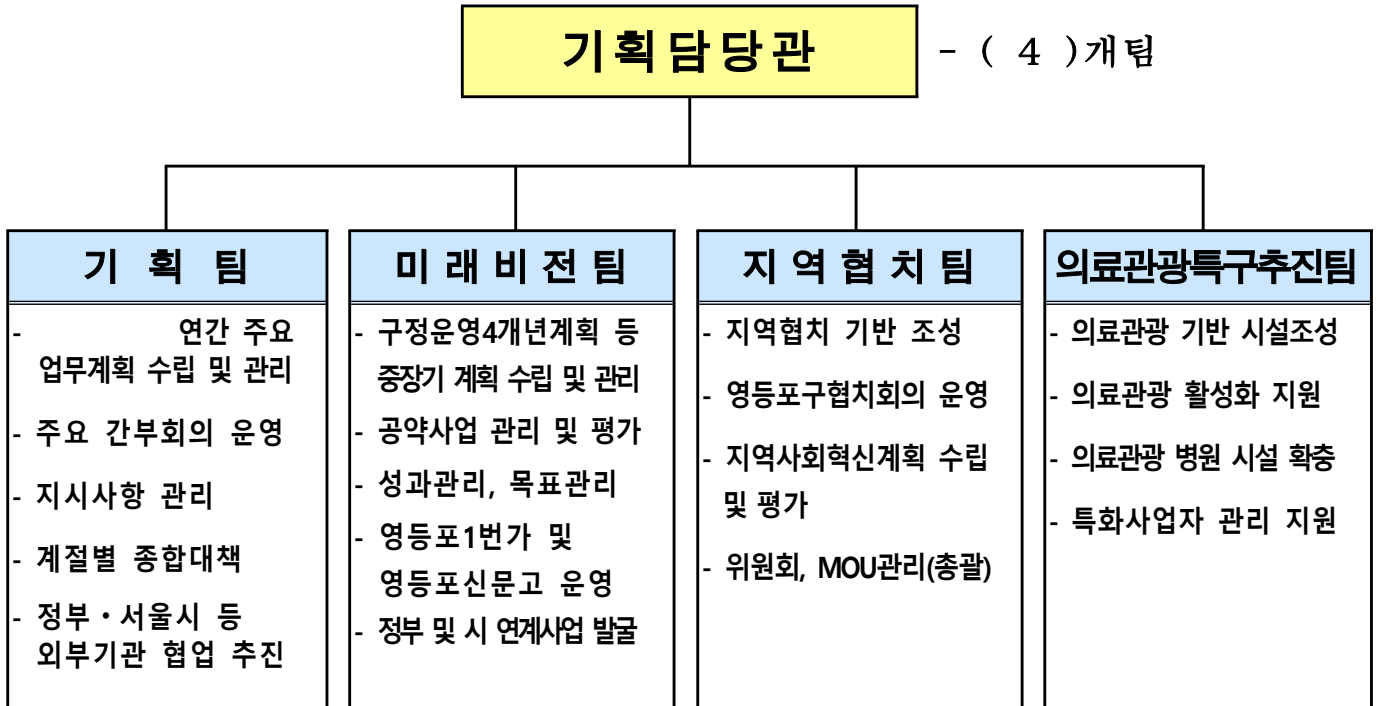 기획담당관 - ( 4 )개팀
기 획 팀
- 연간 주요
업무계획 수립 및 관리
- 주요 간부회의 운영
- 지시사항 관리
- 계절별 종합대책
- 정부·서울시 등
외부기관 협업 추진
미래비전팀
- 구정운영4개년계획 등
중장기 계획 수립 및 관리
- 공약사업 관리 및 평가
- 성과관리, 목표관리
- 영등포1번가 및
영등포신문고 운영
- 정부 및 시 연계사업 발굴
지역협치팀
- 지역협치 기반 조성
- 영등포구협치회의 운영
- 지역사회혁신계획 수립
및 평가
- 위원회, MOU관리(총괄)
의료관광특구추진팀
- 의료관광 기반 시설조성
- 의료관광 활성화 지원
- 의료관광 병원 시설 확충
- 특화사업자 관리 지원